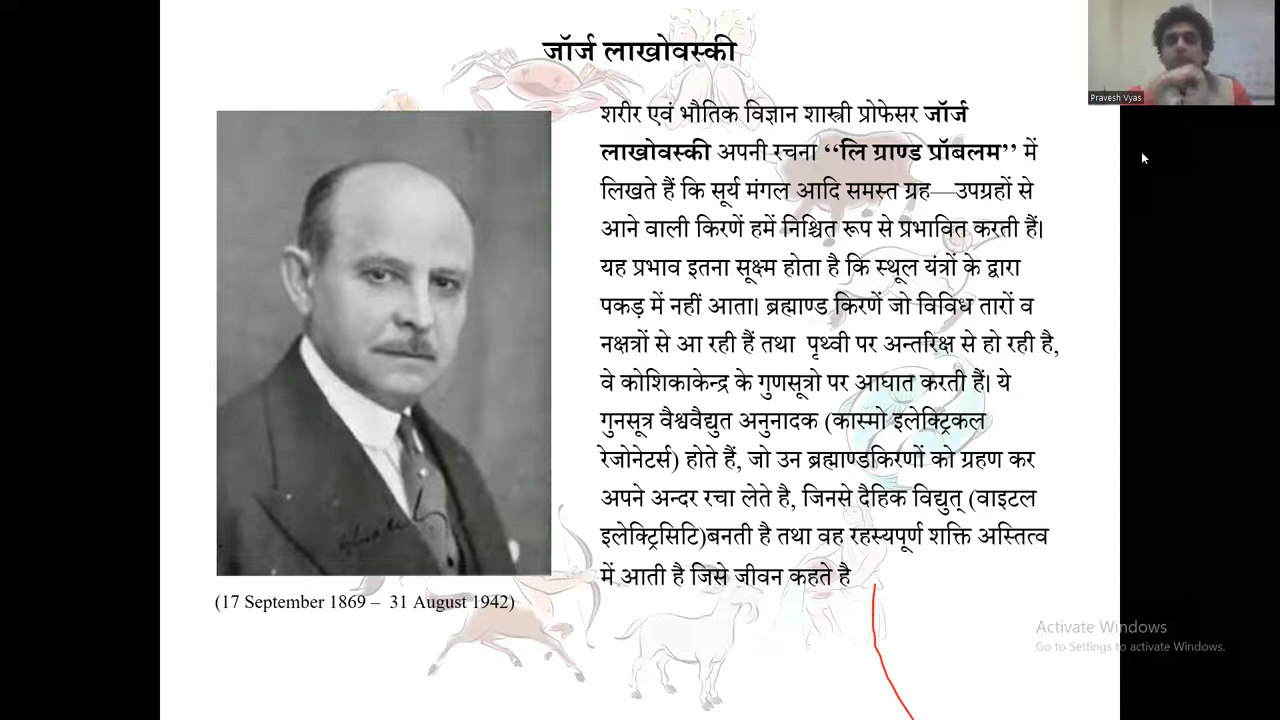 जॉर्ज लाखोवस्की
शरीर एवं भौतिक विज्ञान शास्त्री प्रोफेसर जॉर्ज
लाखोवस्की अपनी रचना ‘‘लि ग्राण्ड प्रॉबलम’’ में
लिखते हैं कि सूर्य मंगल आदि समस्त ग्रह—उपग्रहों से
आने वाली किरणें हमें निश्चित रूप से प्रभावित करती हैं।
यह प्रभाव इतना सूक्ष्म होता है कि स्थूल यंत्रों के द्वारा
पकड़ में नहीं आता। ब्रह्माण्ड किरणें जो विविध तारों व
नक्षत्रों से आ रही हैं तथा पृथ्वी पर अन्तरिक्ष से हो रही है,
वे कोशिकाकेन्द्र के गुणसूत्रो पर आघात करती हैं। ये
गुनसूत्र वैश्ववैद्युत अनुनादक (कास्मो इलेक्ट्रिकल
रेजोनेटर्स) होते हैं, जो उन ब्रह्माण्डकिरणों को ग्रहण कर
अपने अन्दर रचा लेते है, जिनसे दैहिक विद्युत् (वाइटल
इलेक्ट्रिसिटि)बनती है तथा वह रहस्यपूर्ण शक्ति अस्तित्व
में आती है जिसे जीवन कहते है
(17 September 1869 – 31 August 1942)
Pravesh Vyas
Activate Windows
Go to Settings to activate Windows.